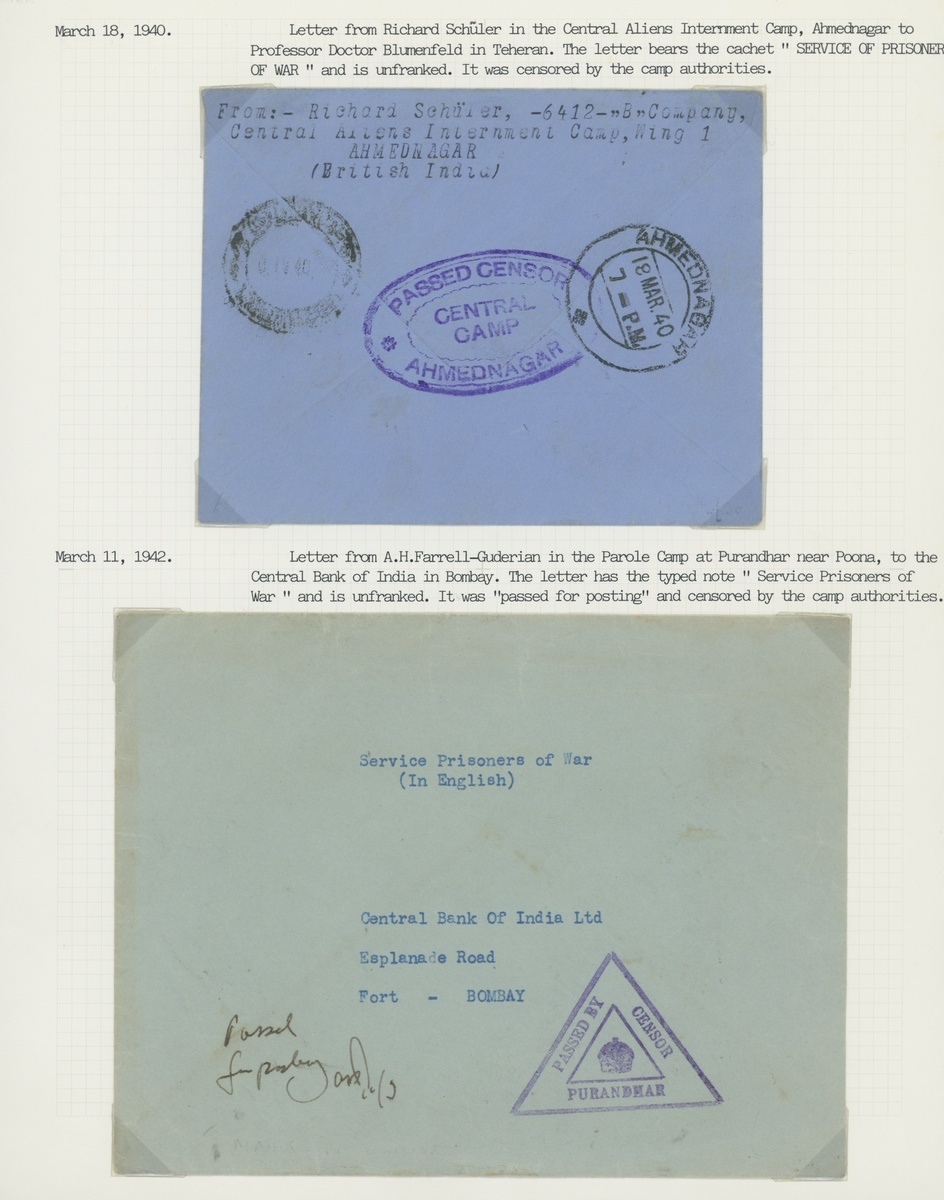 March 18, 1940. Letter from Richard Schüler in the Central Aliens Internment Camp, Ahmednagar to
Professor Doctor Blumenfeld in Teheran. The letter bears the cachet " SERVICE OF PRISONER
OF WAR " and is unfranked. It was censored by the camp authorities.
From:- Richard Schüler, -6412-„B„Company,
Central Aliens Internment Camp,Wing 1
AHMEDNAGAR
(British India)
PASSED CENSOR
CENTRAL
CAMP
AHMEDNAGAR
AHMEDNAGAR
18 MAR. 40
7 - P.M.
March 11, 1942. Letter from A.H.Farrell-Guderian in the Parole Camp at Purandhar near Poona, to the
Central Bank of India in Bombay. The letter has the typed note " Service Prisoners of
War " and is unfranked. It was "passed for posting" and censored by the camp authorities.
Service Prisoners of War
(In English)
Central Bank Of India Ltd
Esplanade Road
Fort - BOMBAY
Passed
for posting
11/3
PASSED BY
CENSOR
PURANDHAR